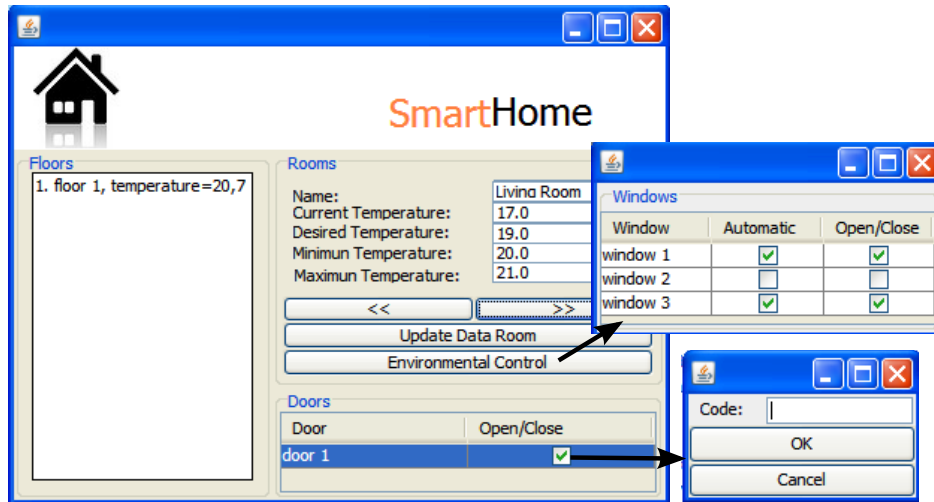 SmartHome
Floors
1. floor 1, temperature=20,7
Rooms
Name: Living Room
Current Temperature: 17.0
Desired Temperature: 19.0
Minimun Temperature: 20.0
Maximun Temperature: 21.0
<< >>
Update Data Room
Environmental Control
Doors
Door Open/Close
door 1
Windows
Window Automatic Open/Close
window 1
window 2
window 3
Code:
OK
Cancel